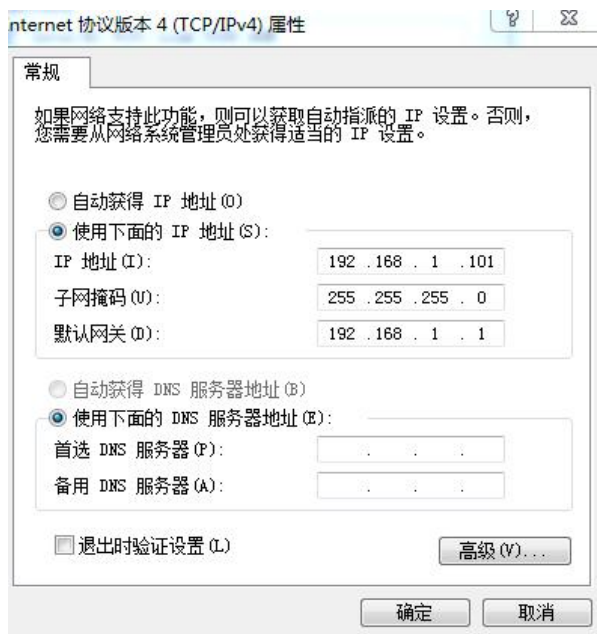 nternet 协议版本 4 (TCP/IPv4) 属性
常规
如果网络支持此功能，则可以获取自动指派的 IP 设置。否则，
您需要从网络系统管理员处获得适当的 IP 设置。
自动获得 IP 地址(O)
使用下面的 IP 地址(S):
IP 地址(I): 192 .168 . 1 .101
子网掩码(U): 255 .255 .255 . 0
默认网关(D): 192 .168 . 1 . 1
自动获得 DNS 服务器地址(B)
使用下面的 DNS 服务器地址(E):
首选 DNS 服务器(P): . . .
备用 DNS 服务器(A): . . .
退出时验证设置(L)
高级(V)...
确定 取消